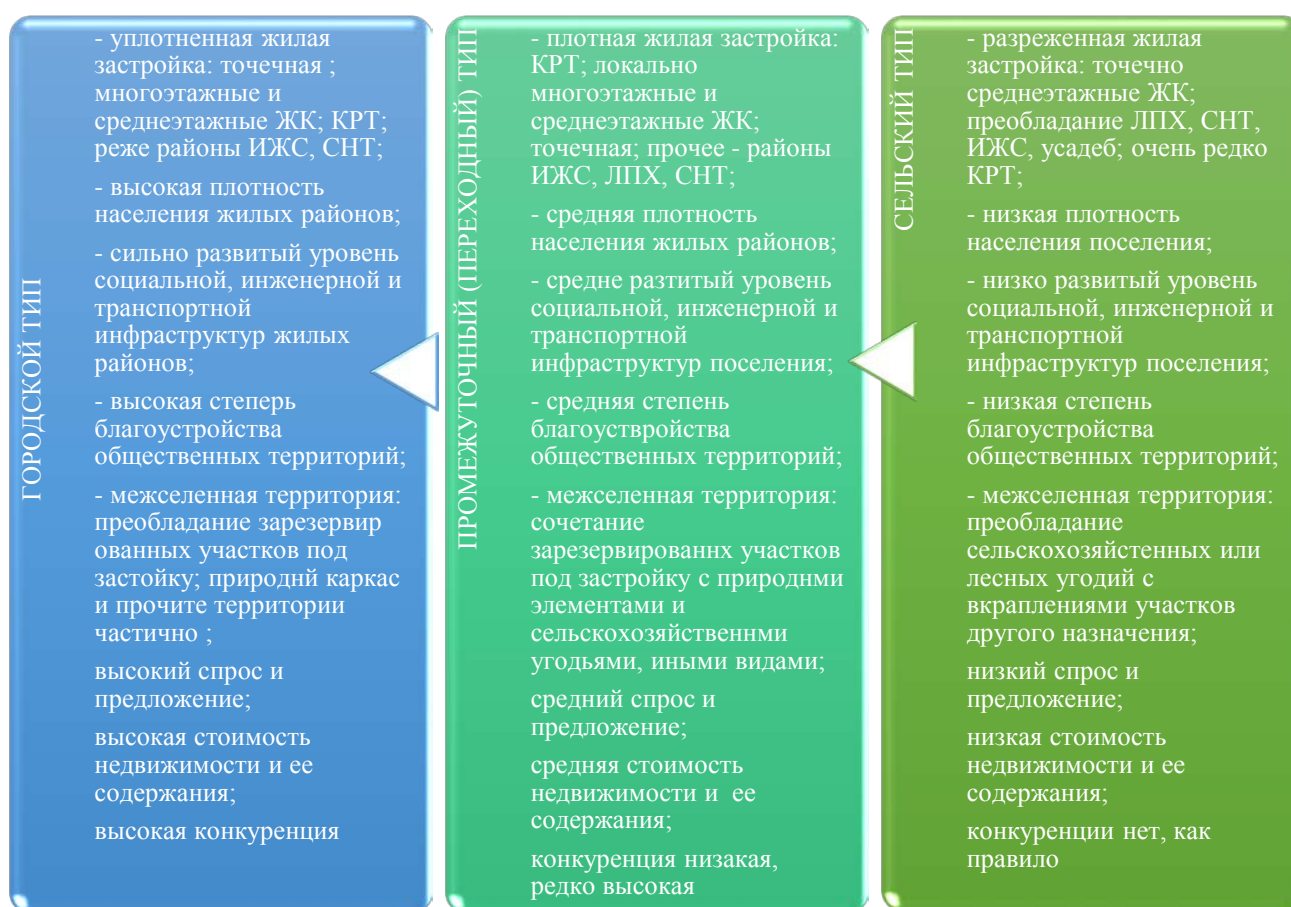 ГОРОДСКОЙ ТИП
- уплотненная жилая
застройка: точечная ;
многоэтажные и
среднеэтажные ЖК; КРТ;
реже районы ИЖС, СНТ;
- высокая плотность
населения жилых районов;
- сильно развитый уровень
социальной, инженерной и
транспортной
инфраструктур жилых
районов;
- высокая степерь
благоустройства
общественных территорий;
- межселенная территория:
преобладание зарезервир
ованных участков под
застойку; природнй каркас
и прочите территории
частично ;
высокий спрос и
предложение;
высокая стоимость
недвижимости и ее
содержания;
высокая конкуренция
ПРОМЕЖУТОЧНЫЙ (ПЕРЕХОДНЫЙ) ТИП
- плотная жилая застройка:
КРТ; локально
многоэтажные и
среднеэтажные ЖК;
точечная; прочее - районы
ИЖС, ЛПХ, СНТ;
- средняя плотность
населения жилых районов;
- средне разтитый уровень
социальной, инженерной и
транспортной
инфраструктур поселения;
- средняя степень
благоуствройства
общественных территорий;
- межселенная территория:
сочетание
зарезервированнх участков
под застройку с природнми
элементами и
сельскохозяйственнми
угодьями, иными видами;
средний спрос и
предложение;
средняя стоимость
недвижимости и  ее
содержания;
конкуренция низакая,
редко высокая
СЕЛЬСКИЙ ТИП
- разреженная жилая
застройка: точечно
среднеэтажные ЖК;
преобладание ЛПХ, СНТ,
ИЖС, усадеб; очень редко
КРТ;
- низкая плотность
населения поселения;
- низко развитый уровень
социальной, инженерной и
транспортной
инфраструктур поселения;
- низкая степень
благоустройства
общественных территорий;
- межселенная территория:
преобладание
сельскохозяйстенных или
лесных угодий с
вкраплениями участков
другого назначения;
низкий спрос и
предложение;
низкая стоимость
недвижимости и ее
содержания;
конкуренции нет, как
правило